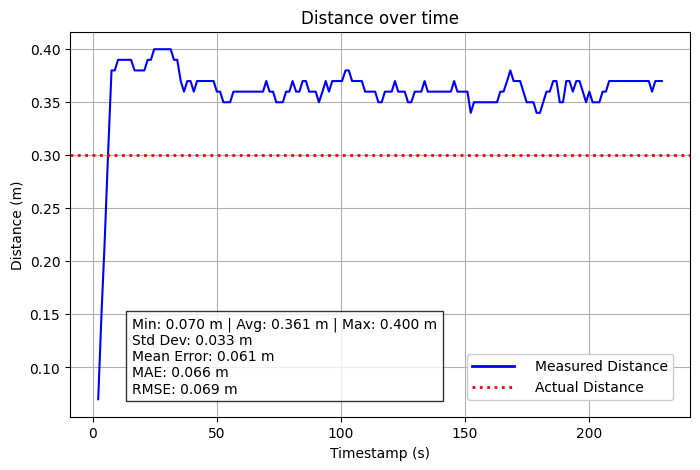 Distance over time
Distance (m)
0.40
0.35
0.30
0.25
0.20
0.15
0.10
Min: 0.070 m | Avg: 0.361 m | Max: 0.400 m
Std Dev: 0.033 m
Mean Error: 0.061 m
MAE: 0.066 m
RMSE: 0.069 m
Measured Distance
Actual Distance
0 50 100 150 200
Timestamp (s)